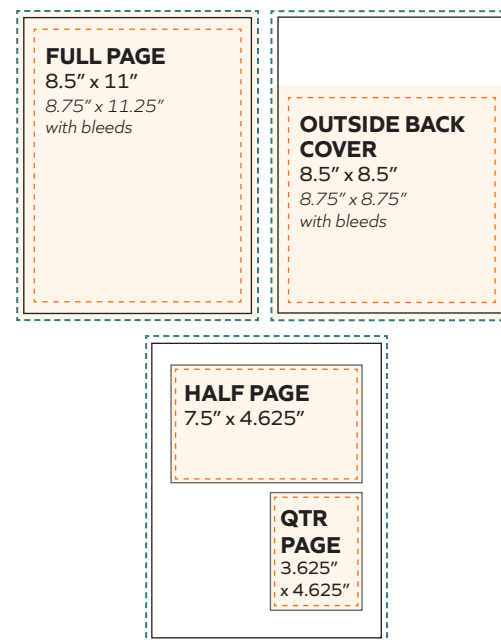 FULL PAGE
8.5” x 11”
8.75” x 11.25”
with bleeds
OUTSIDE BACK
COVER
8.5” x 8.5”
8.75” x 8.75”
with bleeds
HALF PAGE
7.5” x 4.625”
QTR
PAGE
3.625”
x 4.625”